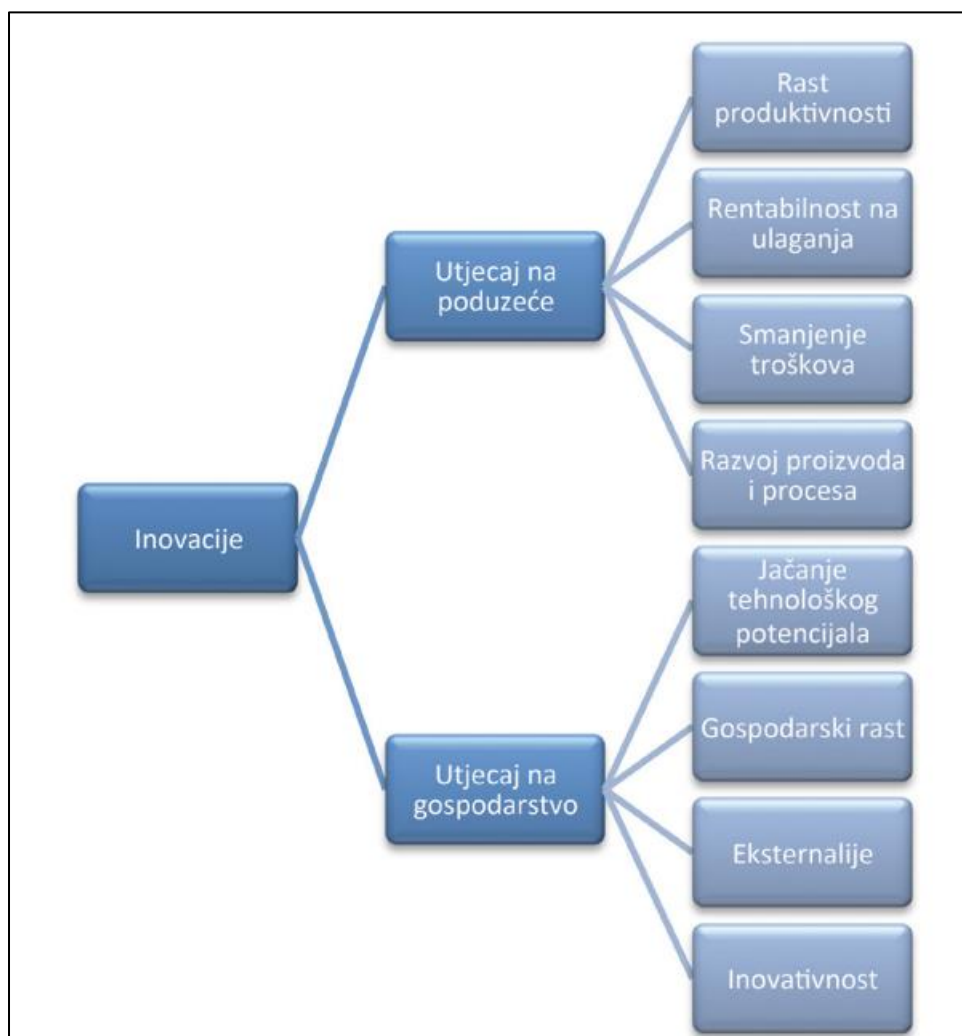 Inovacije
Utjecaj na
poduzeće
Rast
produktivnosti
Rentabilnost na
ulaganja
Smanjenje
troškova
Razvoj proizvoda
i procesa
Utjecaj na
gospodarstvo
Jačanje
tehnološkog
potencijala
Gospodarski rast
Eksternalije
Inovativnost